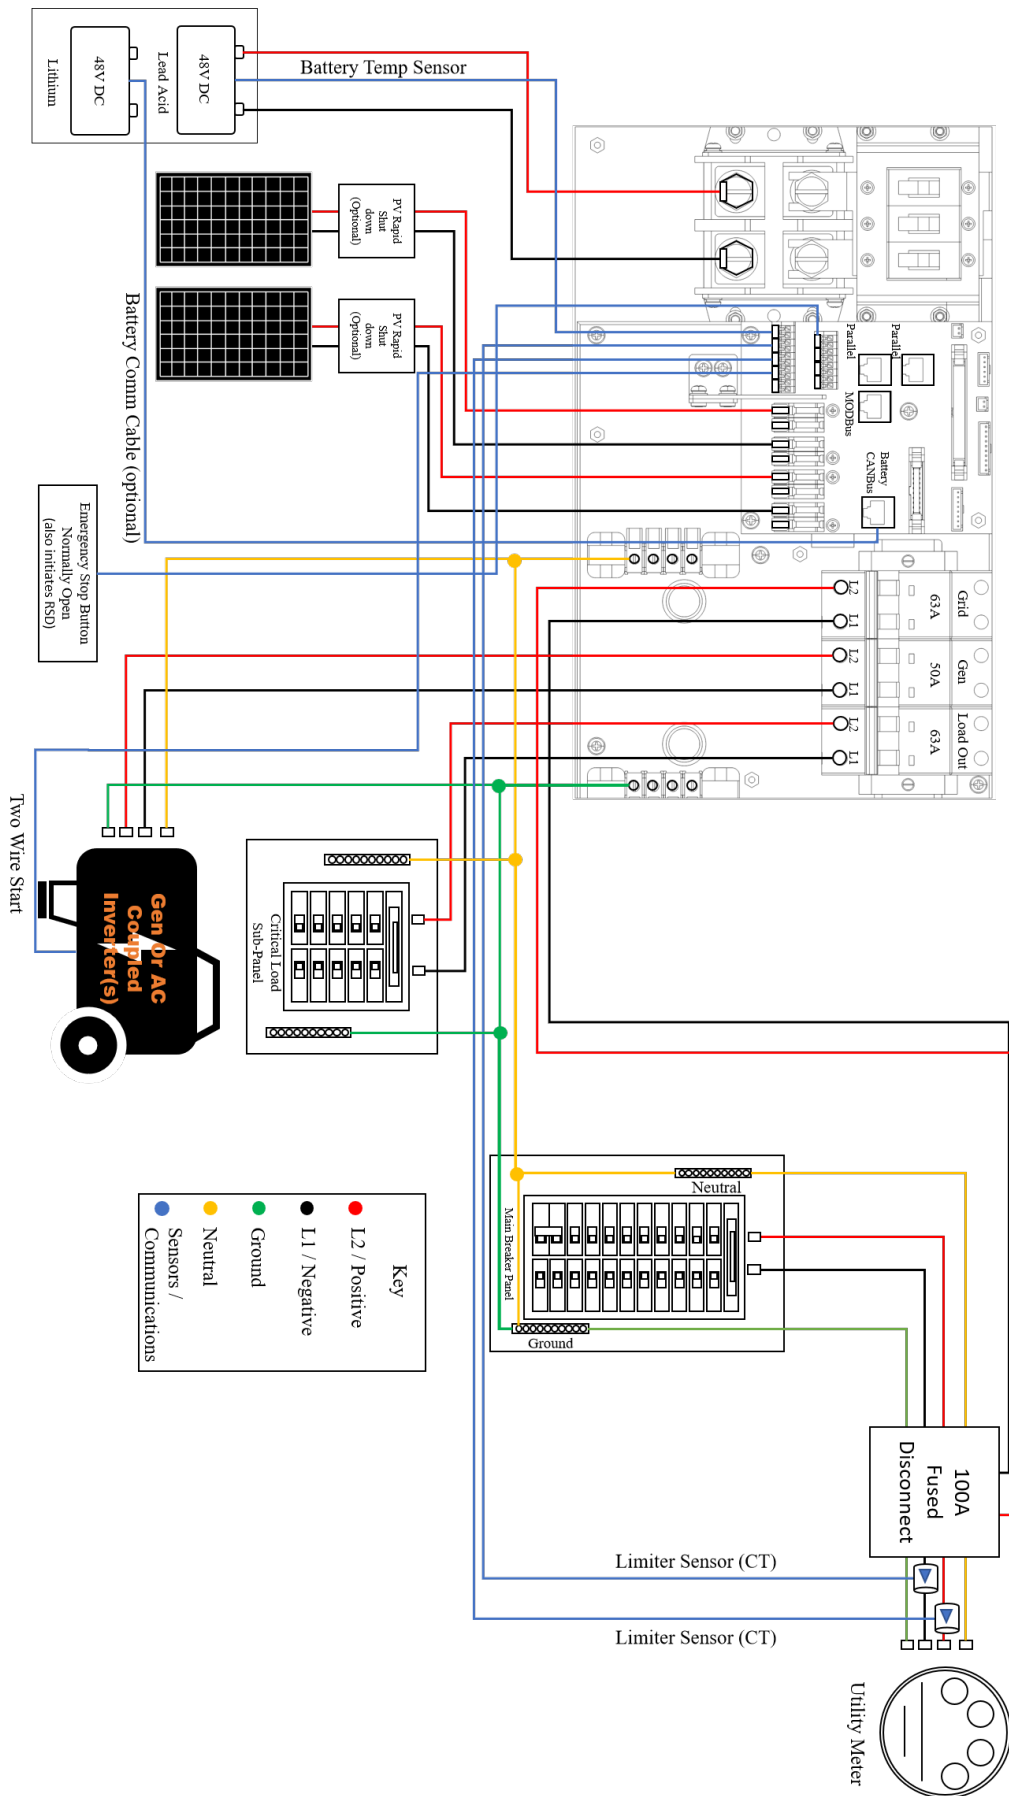 48V DC
Lithium
48V DC
Lead Acid
Battery Temp Sensor
PV Rapid
Shut
down
(Optional)
PV Rapid
Shut
down
(Optional)
Battery Comm Cable (optional)
Parallel
Parallel
MODBus
Battery
CANBus
Emergency Stop Button
Normally Open
(also initiates RSD)
L2
L1
63A
Grid
L2
L1
50A
Gen
L2
L1
63A
Load Out
Two Wire Start
Gen Or AC
Coupled
Inverter(s)
Critical Load
Sub-Panel
Neutral
Main Breaker Panel
Ground
Key
L2 / Positive
L1 / Negative
Ground
Neutral
Sensors /
Communications
100A
Fused
Disconnect
Limiter Sensor (CT)
Limiter Sensor (CT)
Utility Meter